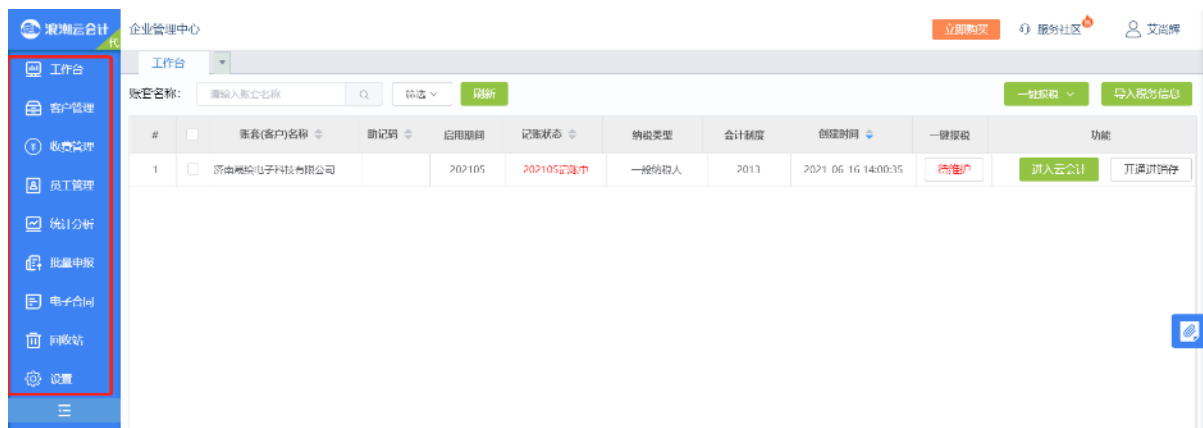 浪潮云会计
代
企业管理中心
立即购买
服务社区
艾尚辉
工作台
客户管理
收费管理
员工管理
统计分析
批量申报
电子合同
回收站
设置
工作台
账套名称：
请输入账套名称
筛选
刷新
一键报税
导入税务信息
# 账套(客户)名称 助记码 启用期间 记账状态 纳税类型 会计制度 创建时间 一键报税 功能
1 济南晟绘电子科技有限公司 202105 202105记账中 一般纳税人 2013 2021-06-16 14:00:35 待维护 进入云会计 开通进销存